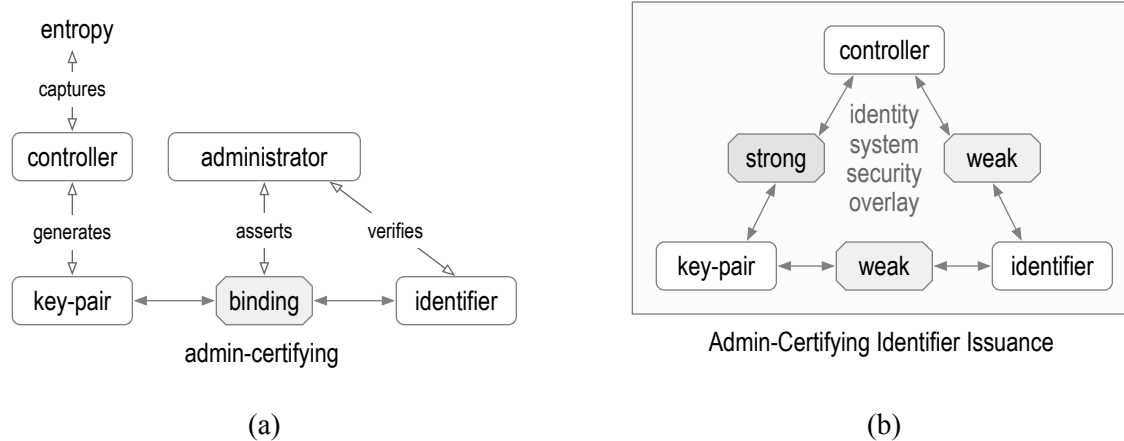 entropy
captures
controller
administrator
generates
asserts
verifies
key-pair
binding
identifier
admin-certifying
(a)
controller
identity
system
security
overlay
strong
weak
key-pair
weak
identifier
Admin-Certifying Identifier Issuance
(b)